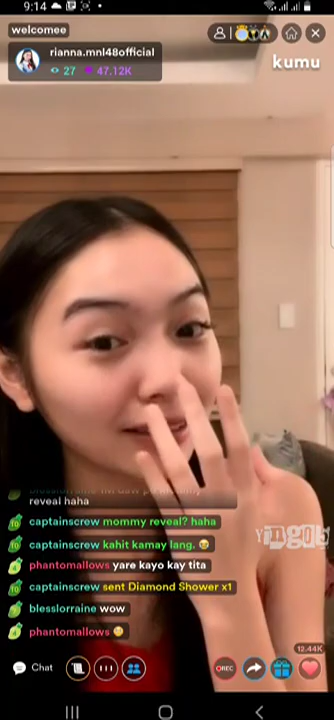 9:14
welcomee
rianna.mnl48official
27 47.12K
kumu
reveal haha
captainscrew mommy reveal? haha
captainscrew kahit kamay lang. 🥹
phantomallows yare kayo kay tita
captainscrew sent Diamond Shower x1
blesslorraine wow
phantomallows
12.44K
Chat
REC